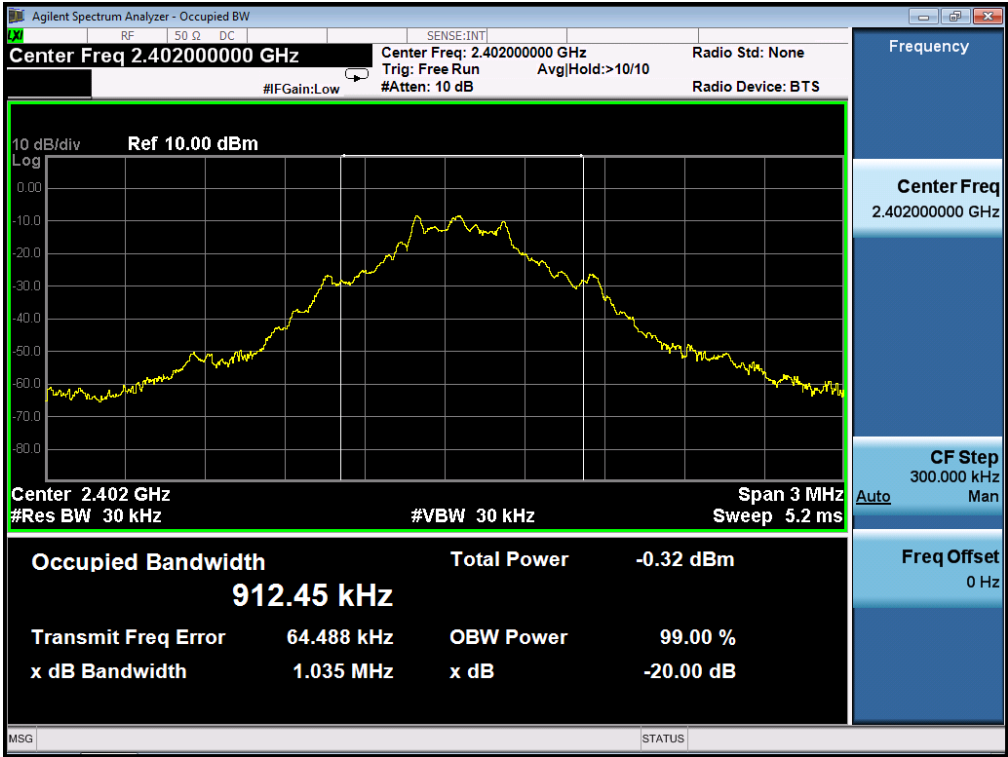 Agilent Spectrum Analyzer - Occupied BW
LXI RF 50 Ω DC SENSE:INT
Center Freq 2.402000000 GHz
Center Freq: 2.402000000 GHz Radio Std: None
Trig: Free Run Avg|Hold:>10/10
#IFGain:Low #Atten: 10 dB Radio Device: BTS
10 dB/div Ref 10.00 dBm
Log
0.00
-10.0
-20.0
-30.0
-40.0
-50.0
-60.0
-70.0
-80.0
Center 2.402 GHz Span 3 MHz
#Res BW 30 kHz #VBW 30 kHz Sweep 5.2 ms
Occupied Bandwidth Total Power -0.32 dBm
912.45 kHz
Transmit Freq Error 64.488 kHz OBW Power 99.00 %
x dB Bandwidth 1.035 MHz x dB -20.00 dB
MSG STATUS
Frequency
Center Freq
2.402000000 GHz
CF Step
300.000 kHz
Auto Man
Freq Offset
0 Hz